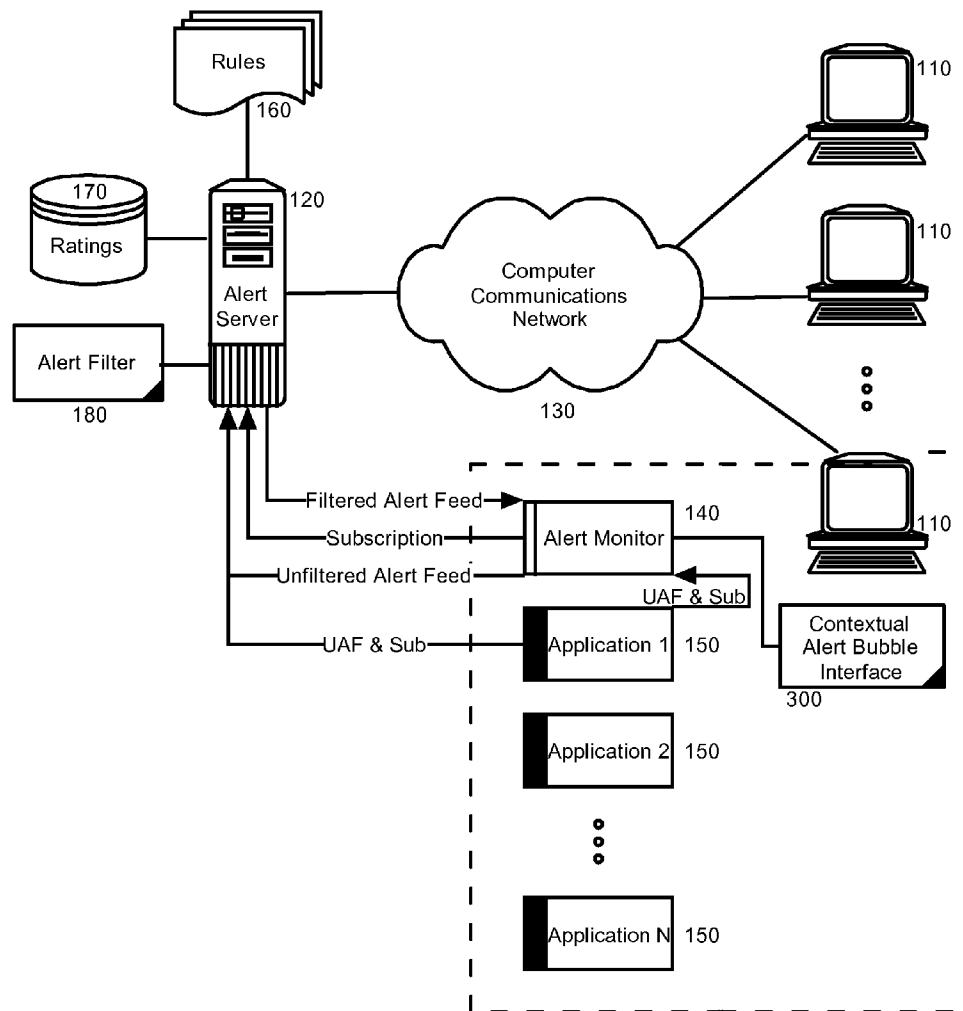 Rules
160
110
170
Ratings
120
Alert
Server
Computer
Communications
Network
130
110
Alert Filter
180
Filtered Alert Feed
Subscription
Unfiltered Alert Feed
UAF & Sub
Alert Monitor
140
110
UAF & Sub
Application 1
150
Contextual
Alert Bubble
Interface
300
Application 2
150
Application N
150